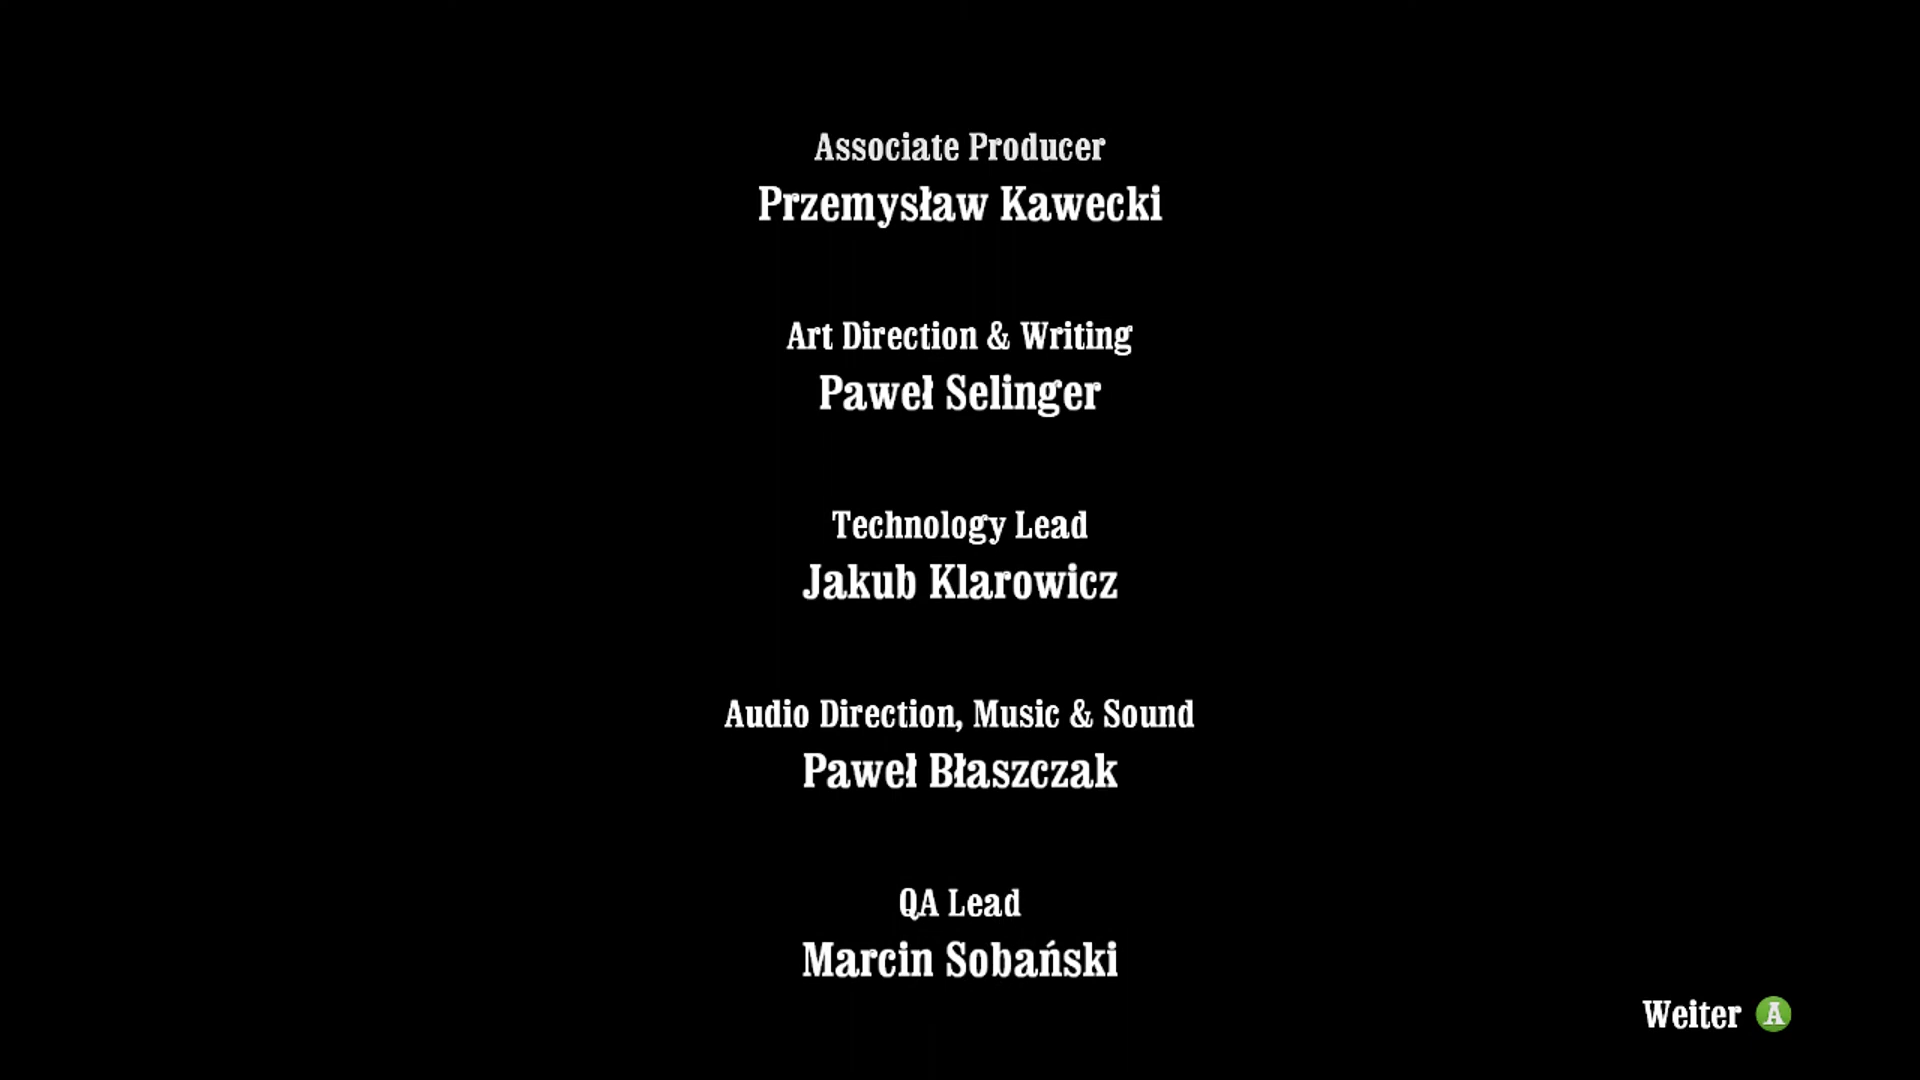 Associate Producer
Przemysław Kawecki
Art Direction & Writing
Paweł Selinger
Technology Lead
Jakub Klarowicz
Audio Direction, Music & Sound
Paweł Błaszczak
QA Lead
Marcin Sobański
Weiter A